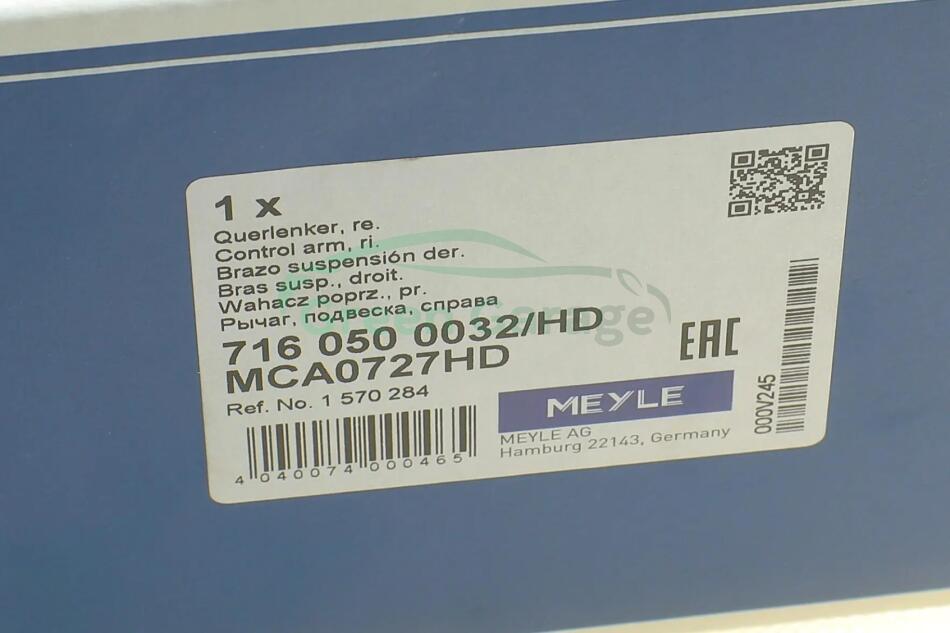 1 x
Querlenker, re.
Control arm, ri.
Brazo suspensión der.
Bras susp., droit.
Wahacz poprz., pr.
Рычаг, подвеска, справа
716 050 0032/HD
MCA0727HD
Ref. No. 1 570 284
4 040074 000465
EAC
MEYLE
MEYLE AG
Hamburg 22143, Germany
000V245
Green Garage